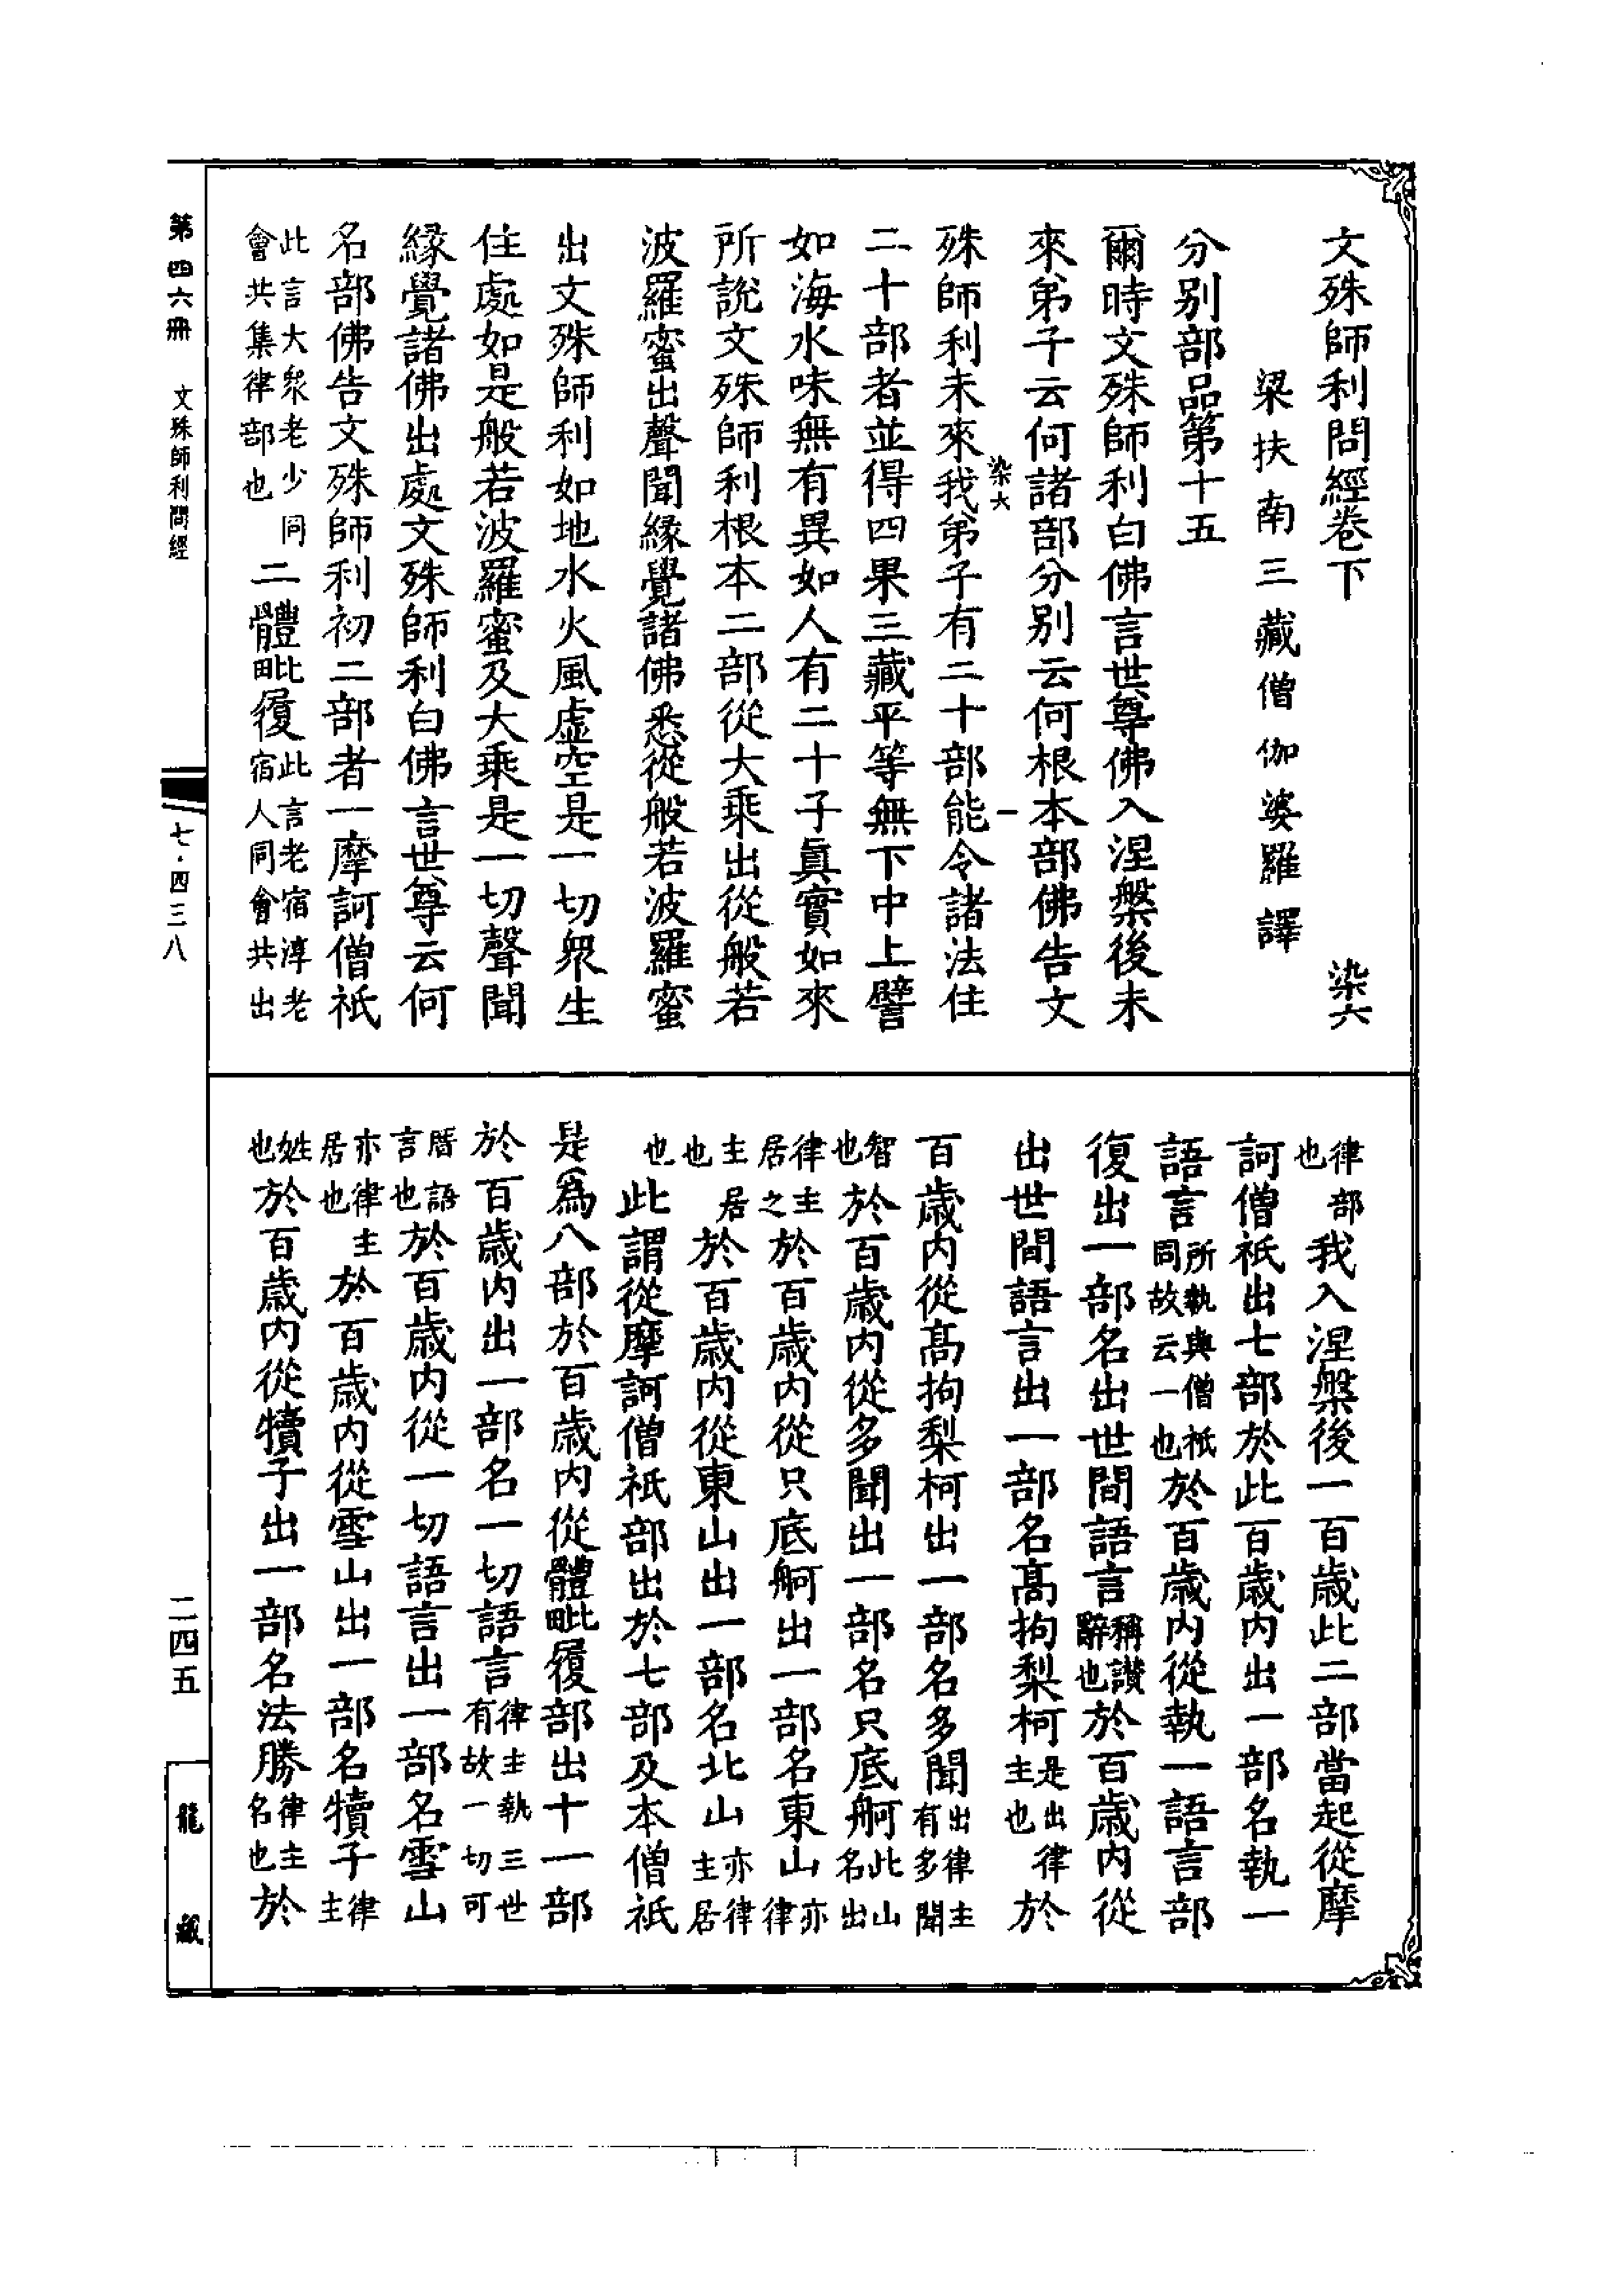 文殊師利問經卷下　染六
梁扶南三藏僧伽婆羅譯
分別部品第十五
爾時文殊師利白佛言世尊佛入涅槃後未
來弟子云何諸部分別云何根本部佛告文
染六　一
殊師利未來我弟子有二十部能令諸法住
二十部者並得四果三藏平等無下中上譬
如海水味無有異如人有二十子眞實如來
所說文殊師利根本二部從大乘出從般若
波羅蜜出聲聞緣覺諸佛悉從般若波羅蜜
出文殊師利如地水火風虛空是一切眾生
住處如是般若波羅蜜及大乘是一切聲聞
緣覺諸佛出處文殊師利白佛言世尊云何
名部佛告文殊師利初二部者一摩訶僧祇
此言大眾老少同會共集律部也二體毗履此言老宿淳老宿人同會共出
律部也我入涅槃後一百歲此二部當起從摩
訶僧祇出七部於此百歲內出一部名執一
語言所執與僧祇同故云一也於百歲內從執一語言部
復出一部名出世間語言稱讚辭也於百歲內從
出世間語言出一部名高拘梨柯是出律主也於
百歲內從高拘梨柯出一部名多聞出律主有多聞
智也於百歲內從多聞出一部名只底舸此山名出
律主居之於百歲內從只底舸出一部名東山亦律
主居也於百歲內從東山出一部名北山亦律主居
也此謂從摩訶僧祇部出於七部及本僧祇
是為八部於百歲內從體毗履部出十一部
於百歲內出一部名一切語言律主執三世有故一切可
厝語言也於百歲內從一切語言出一部名雪山
亦律主居也於百歲內從雪山出一部名犢子律主
姓也於百歲內從犢子出一部名法勝律主名也於
第四六冊　文殊師利問經　七·四三八　二四五　龍藏